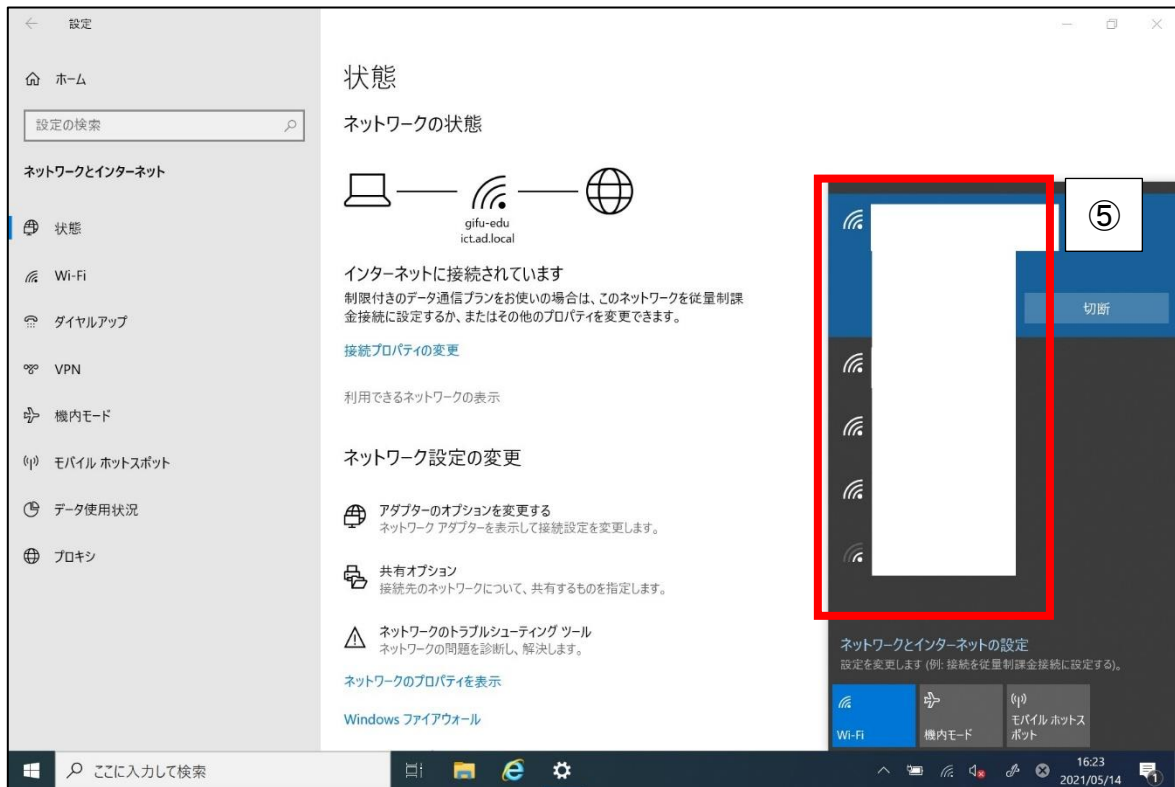 設定
ホーム
設定の検索
ネットワークとインターネット
状態
Wi-Fi
ダイヤルアップ
VPN
機内モード
モバイル ホットスポット
データ使用状況
プロキシ
状態
ネットワークの状態
gifu-edu
ict.ad.local
インターネットに接続されています
制限付きのデータ通信プランをお使いの場合は、このネットワークを従量制課
金接続に設定するか、またはその他のプロパティを変更できます。
接続プロパティの変更
利用できるネットワークの表示
ネットワーク設定の変更
アダプターのオプションを変更する
ネットワーク アダプターを表示して接続設定を変更します。
共有オプション
接続先のネットワークについて、共有するものを指定します。
ネットワークのトラブルシューティング ツール
ネットワークの問題を診断し、解決します。
ネットワークのプロパティを表示
Windows ファイアウォール
⑤
切断
ネットワークとインターネットの設定
設定を変更します (例: 接続を従量制課金接続に設定する)。
Wi-Fi
機内モード
モバイル ホットス
ポット
ここに入力して検索
16:23
2021/05/14
1